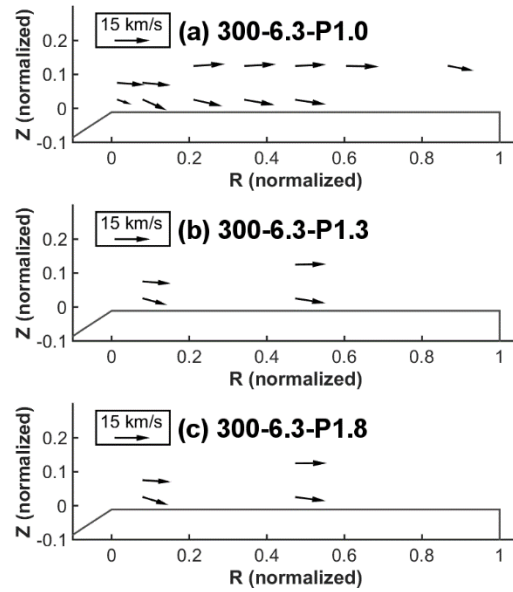 15 km/s
(a) 300-6.3-P1.0
Z (normalized)
0.2
0.1
0
-0.1
0 0.2 0.4 0.6 0.8 1
R (normalized)
15 km/s
(b) 300-6.3-P1.3
Z (normalized)
0.2
0.1
0
-0.1
0 0.2 0.4 0.6 0.8 1
R (normalized)
15 km/s
(c) 300-6.3-P1.8
Z (normalized)
0.2
0.1
0
-0.1
0 0.2 0.4 0.6 0.8 1
R (normalized)